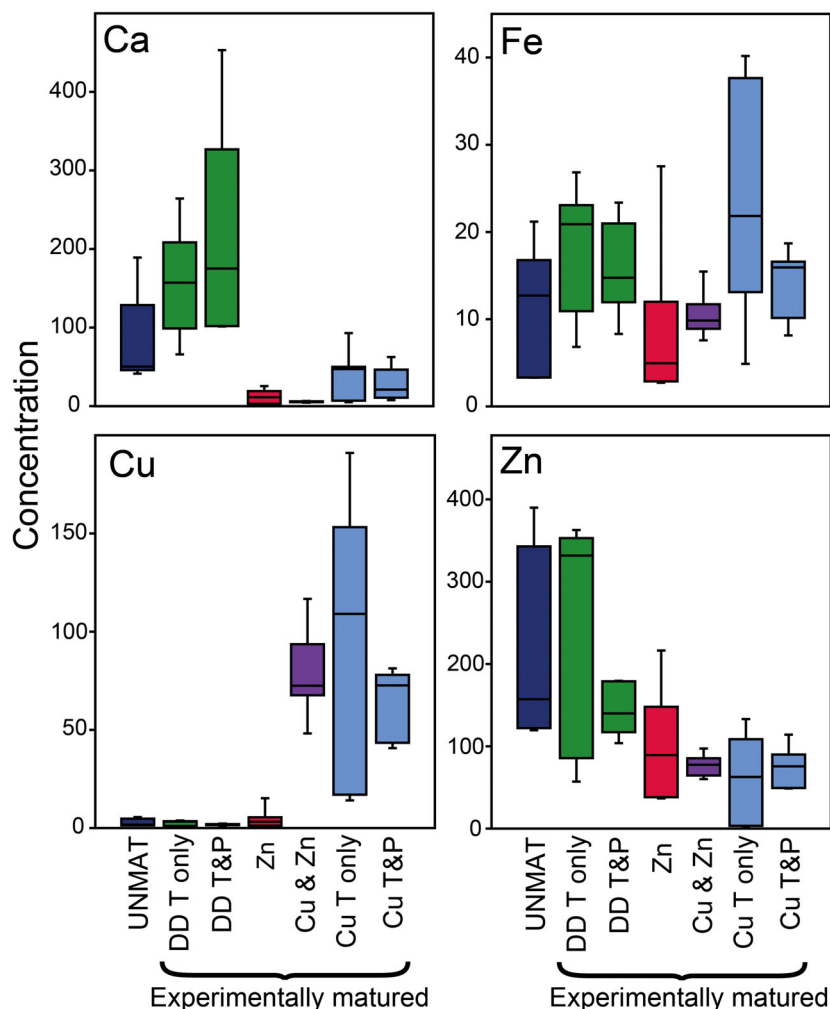 Ca
400
300
200
100
0
Fe
40
30
20
10
0
Concentration
Cu
150
100
50
0
Zn
400
300
200
100
0
UNMAT
DD T only
DD T&P
Zn
Cu & Zn
Cu T only
Cu T&P
Experimentally matured
UNMAT
DD T only
DD T&P
Zn
Cu & Zn
Cu T only
Cu T&P
Experimentally matured